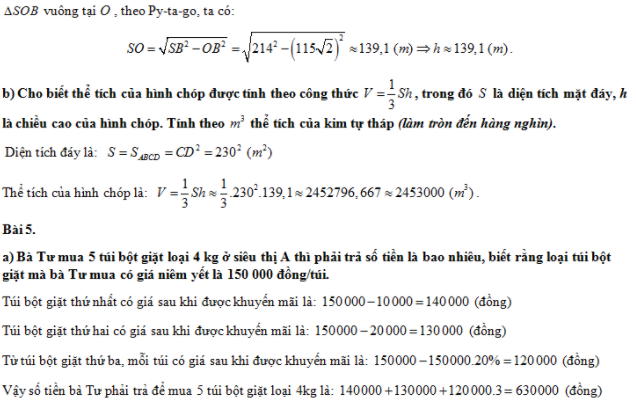 ΔSOB vuông tại O , theo Py-ta-go, ta có:
SO = √(SB² − OB²) = √(214² − (115√2)²) ≈ 139,1 (m) ⇒ h ≈ 139,1 (m).
b) Cho biết thể tích của hình chóp được tính theo công thức V = 1/3 Sh , trong đó S là diện tích mặt đáy, h
là chiều cao của hình chóp. Tính theo m³ thể tích của kim tự tháp (làm tròn đến hàng nghìn).
Diện tích đáy là: S = S_ABCD = CD² = 230² (m²)
Thể tích của hình chóp là: V = 1/3 Sh ≈ 1/3 .230².139,1 ≈ 2452796,667 ≈ 2453000 (m³).
Bài 5.
a) Bà Tư mua 5 túi bột giặt loại 4 kg ở siêu thị A thì phải trả số tiền là bao nhiêu, biết rằng loại túi bột
giặt mà bà Tư mua có giá niêm yết là 150 000 đồng/túi.
Túi bột giặt thứ nhất có giá sau khi được khuyến mãi là: 150000 − 10000 = 140000 (đồng)
Túi bột giặt thứ hai có giá sau khi được khuyến mãi là: 150000 − 20000 = 130000 (đồng)
Từ túi bột giặt thứ ba, mỗi túi có giá sau khi được khuyến mãi là: 150000 − 150000.20% = 120000 (đồng)
Vậy số tiền bà Tư phải trả để mua 5 túi bột giặt loại 4kg là: 140000 + 130000 + 120000.3 = 630000 (đồng)